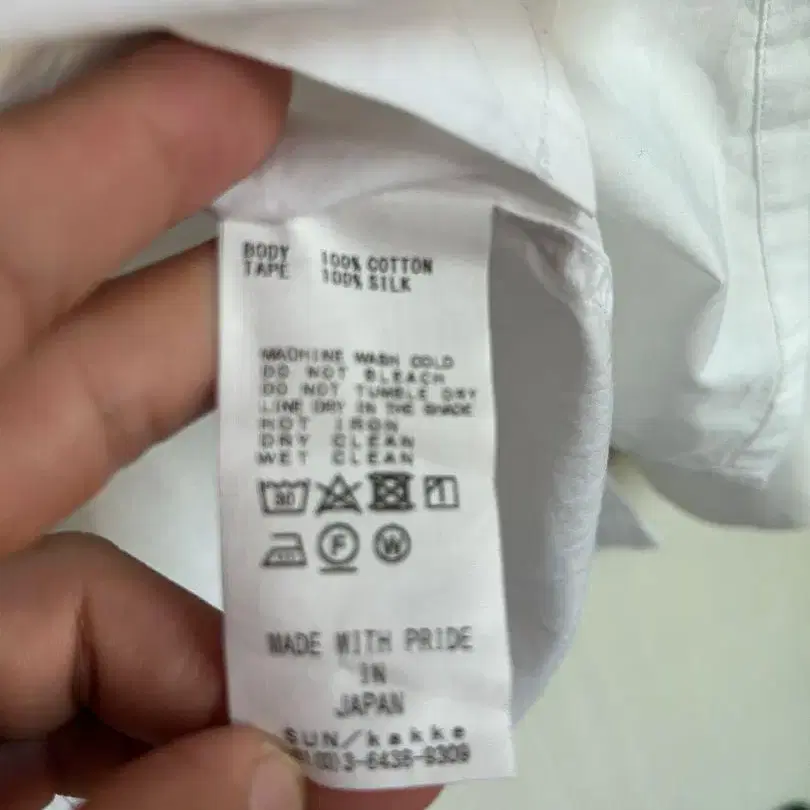 BODY 100% COTTON
TAPE 100% SILK
MACHINE WASH COLD
DO NOT BLEACH
DO NOT TUMBLE DRY
LINE DRY IN THE SHADE
HOT IRON
DRY CLEAN
WET CLEAN
30
F W
MADE WITH PRIDE
IN
JAPAN
SUN/kakke